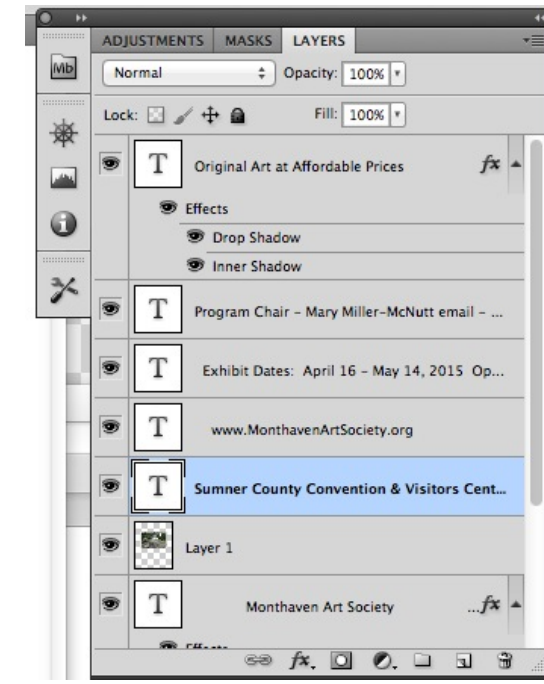 ADJUSTMENTS MASKS LAYERS
Mb
Normal Opacity: 100%
Lock: Fill: 100%
T Original Art at Affordable Prices fx
Effects
Drop Shadow
Inner Shadow
T Program Chair – Mary Miller–McNutt email – ...
T Exhibit Dates: April 16 – May 14, 2015 Op...
T www.MonthavenArtSociety.org
T Sumner County Convention & Visitors Cent...
Layer 1
T Monthaven Art Society ...fx
Effects
fx.